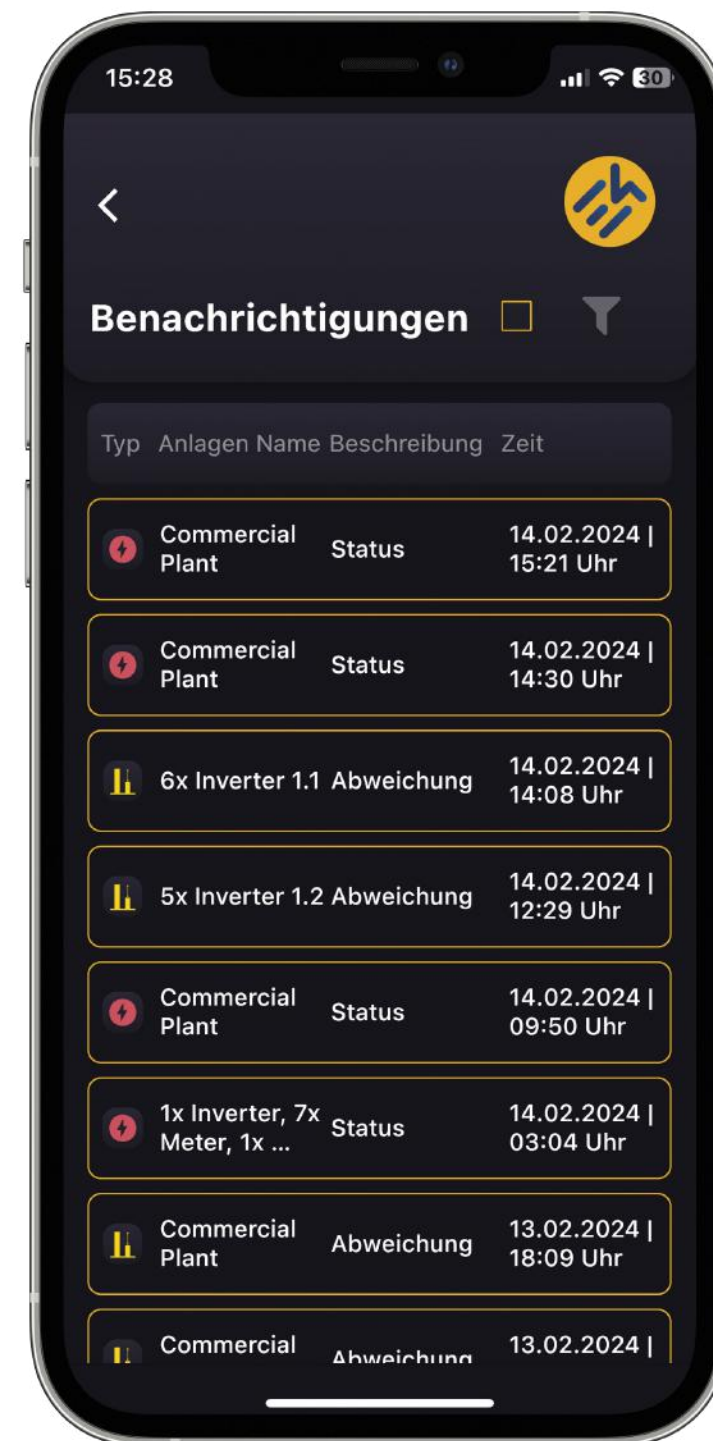 15:28
30
Benachrichtigungen
Typ Anlagen Name Beschreibung Zeit
Commercial Plant Status 14.02.2024 | 15:21 Uhr
Commercial Plant Status 14.02.2024 | 14:30 Uhr
6x Inverter 1.1 Abweichung 14.02.2024 | 14:08 Uhr
5x Inverter 1.2 Abweichung 14.02.2024 | 12:29 Uhr
Commercial Plant Status 14.02.2024 | 09:50 Uhr
1x Inverter, 7x Meter, 1x ... Status 14.02.2024 | 03:04 Uhr
Commercial Plant Abweichung 13.02.2024 | 18:09 Uhr
Commercial Abweichung 13.02.2024 |